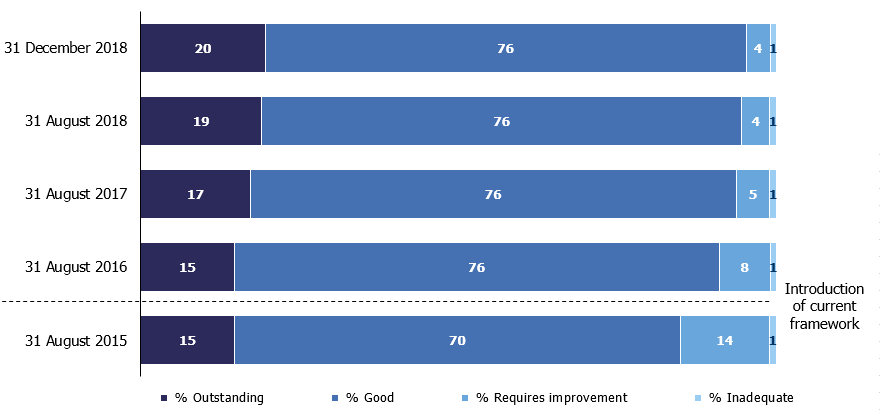 31 December 2018 20 76 4 1
31 August 2018 19 76 4 1
31 August 2017 17 76 5 1
31 August 2016 15 76 8 1
Introduction
of current
framework
31 August 2015 15 70 14 1
% Outstanding % Good % Requires improvement % Inadequate